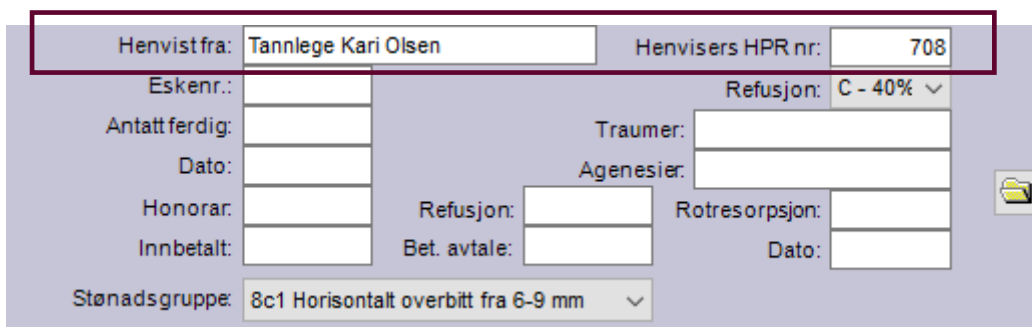 Henvist fra: Tannlege Kari Olsen Henvisers HPR nr: 708
Eskenr.: Refusjon: C - 40%
Antatt ferdig: Traumer:
Dato: Agenesier:
Honorar: Refusjon: Rotresorpsjon:
Innbetalt: Bet. avtale: Dato:
Stønadsgruppe: 8c1 Horisontalt overbitt fra 6-9 mm